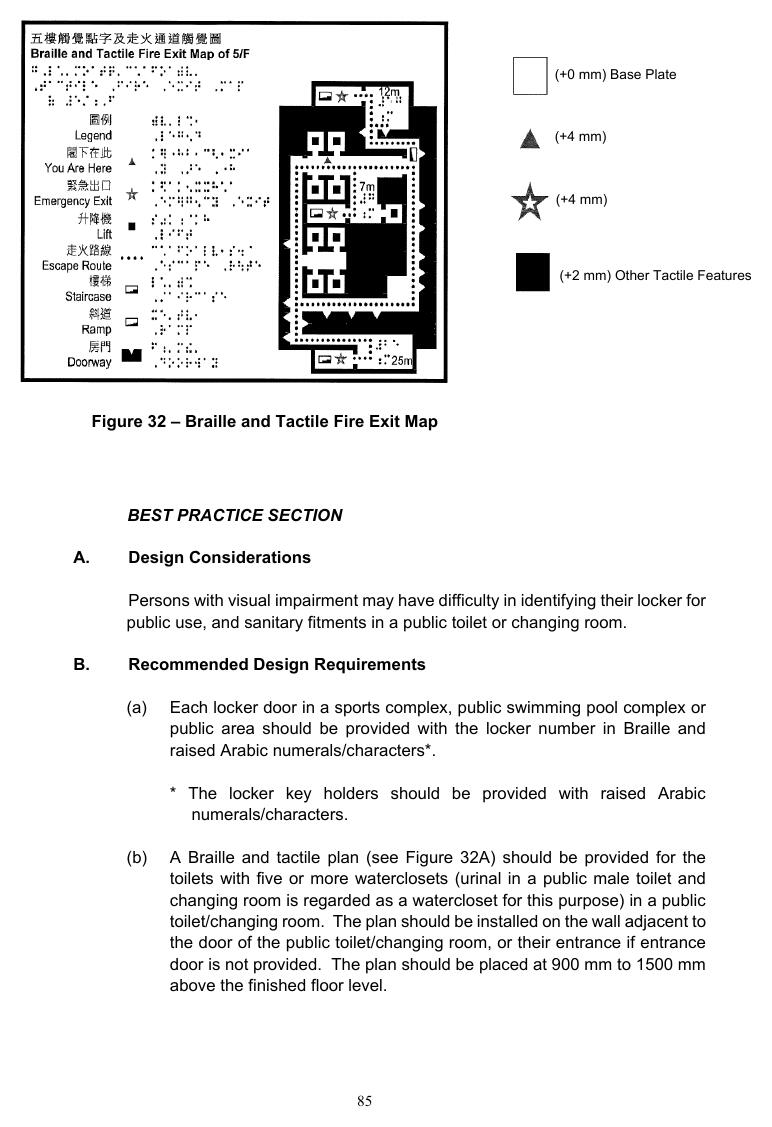 五樓觸覺點字及走火通道觸覺圖
Braille and Tactile Fire Exit Map of 5/F
圖例
Legend
閣下在此
You Are Here
緊急出口
Emergency Exit
升降機
Lift
走火路線
Escape Route
樓梯
Staircase
斜道
Ramp
房門
Doorway
12m
7m
25m
(+0 mm) Base Plate
(+4 mm)
(+4 mm)
(+2 mm) Other Tactile Features
Figure 32 – Braille and Tactile Fire Exit Map
BEST PRACTICE SECTION
A. Design Considerations
Persons with visual impairment may have difficulty in identifying their locker for
public use, and sanitary fitments in a public toilet or changing room.
B. Recommended Design Requirements
(a) Each locker door in a sports complex, public swimming pool complex or
public area should be provided with the locker number in Braille and
raised Arabic numerals/characters*.
* The locker key holders should be provided with raised Arabic
numerals/characters.
(b) A Braille and tactile plan (see Figure 32A) should be provided for the
toilets with five or more waterclosets (urinal in a public male toilet and
changing room is regarded as a watercloset for this purpose) in a public
toilet/changing room. The plan should be installed on the wall adjacent to
the door of the public toilet/changing room, or their entrance if entrance
door is not provided. The plan should be placed at 900 mm to 1500 mm
above the finished floor level.
85